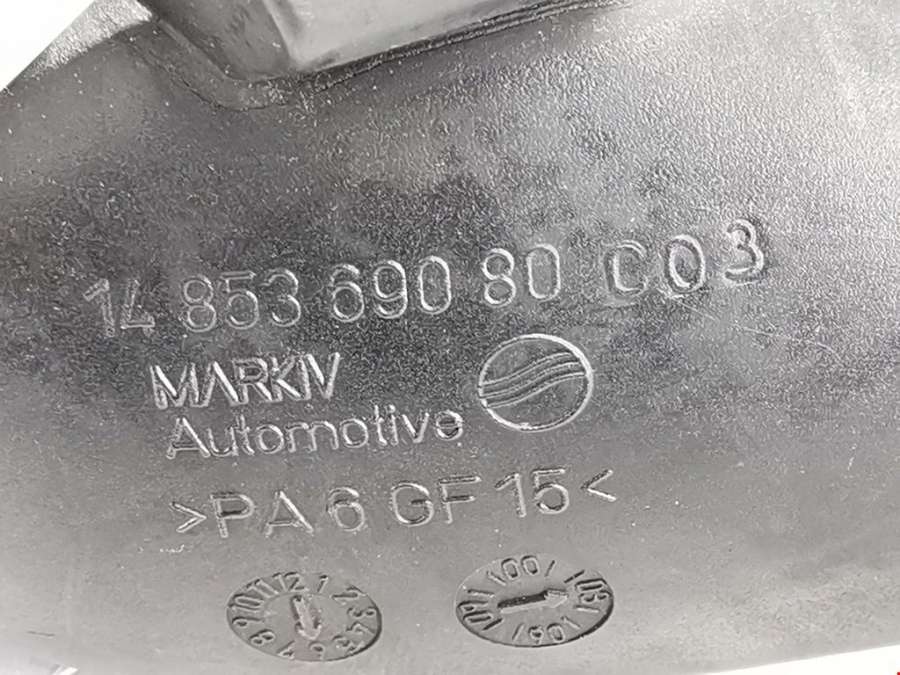 14 853 690 80 C03
MARKIV
Automotive
>PA 6 GF 15<